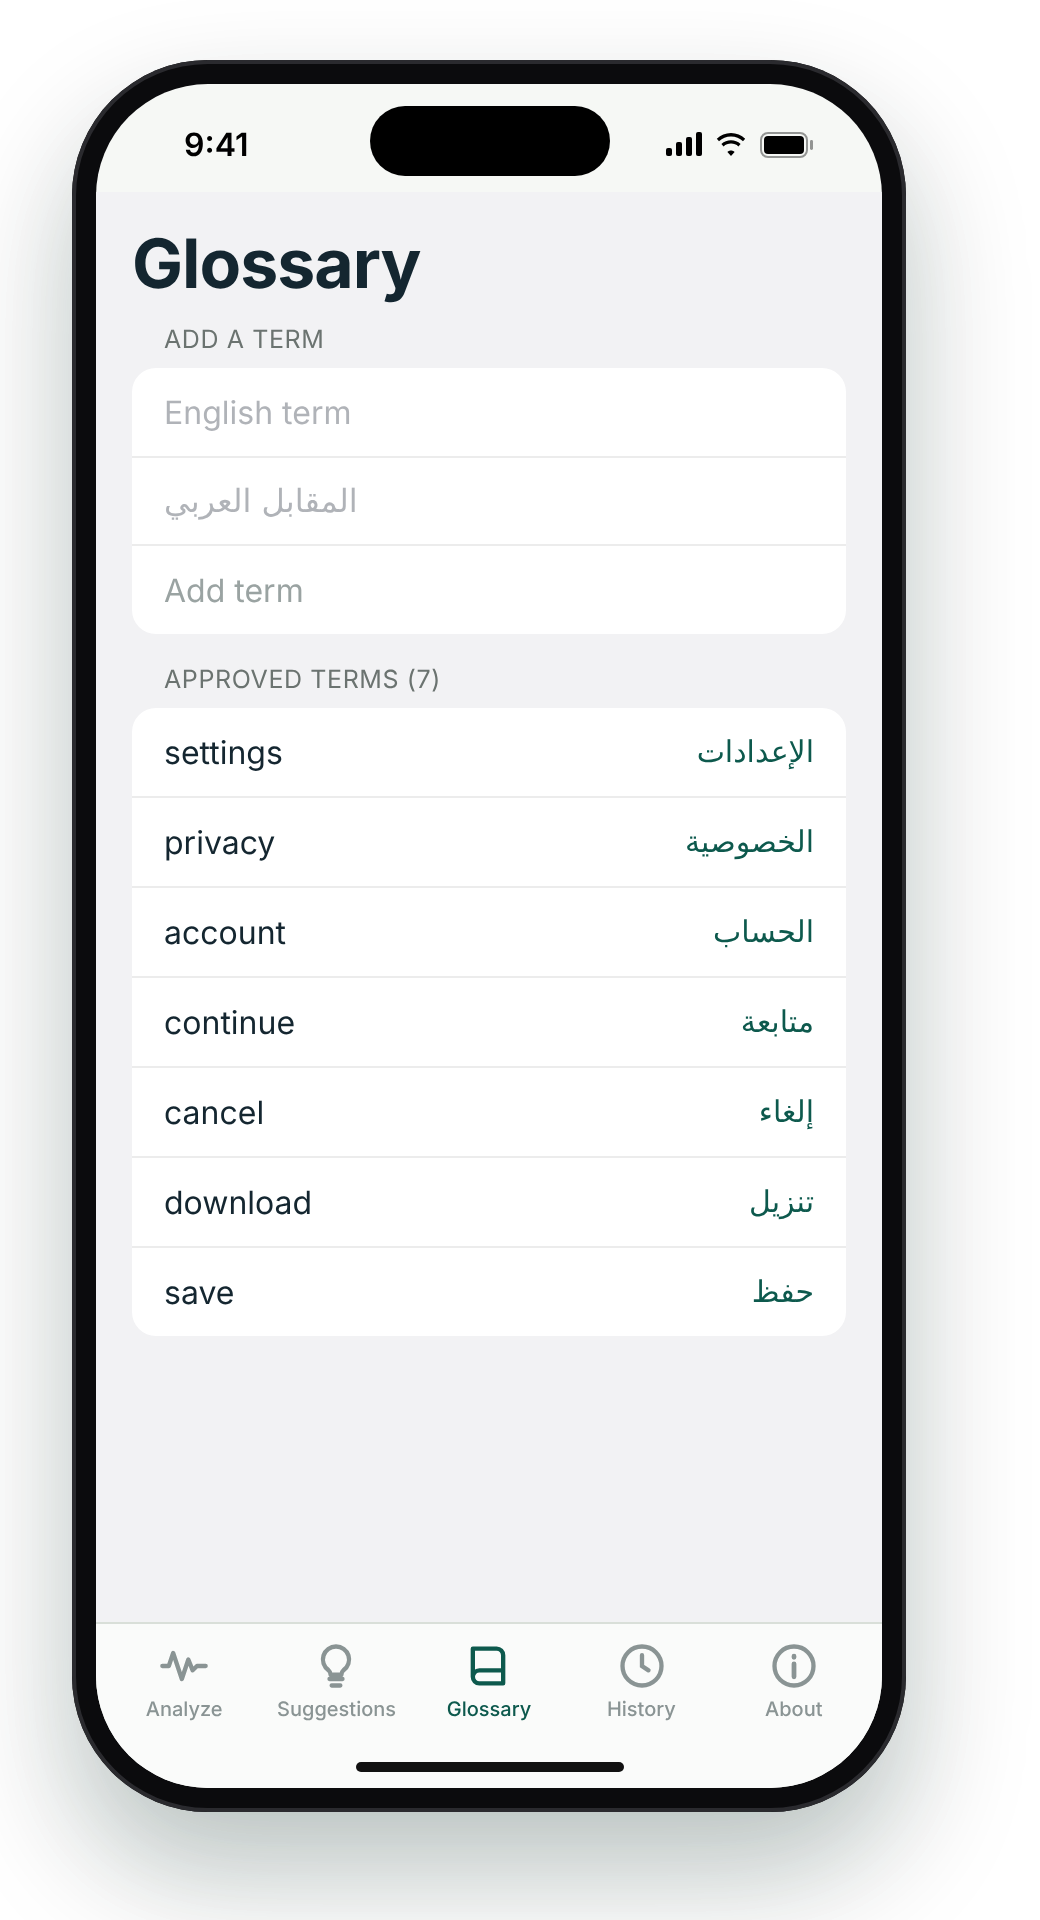 9:41
Glossary
ADD A TERM
English term
المقابل العربي
Add term
APPROVED TERMS (7)
settings الإعدادات
privacy الخصوصية
account الحساب
continue متابعة
cancel إلغاء
download تنزيل
save حفظ
Analyze Suggestions Glossary History About